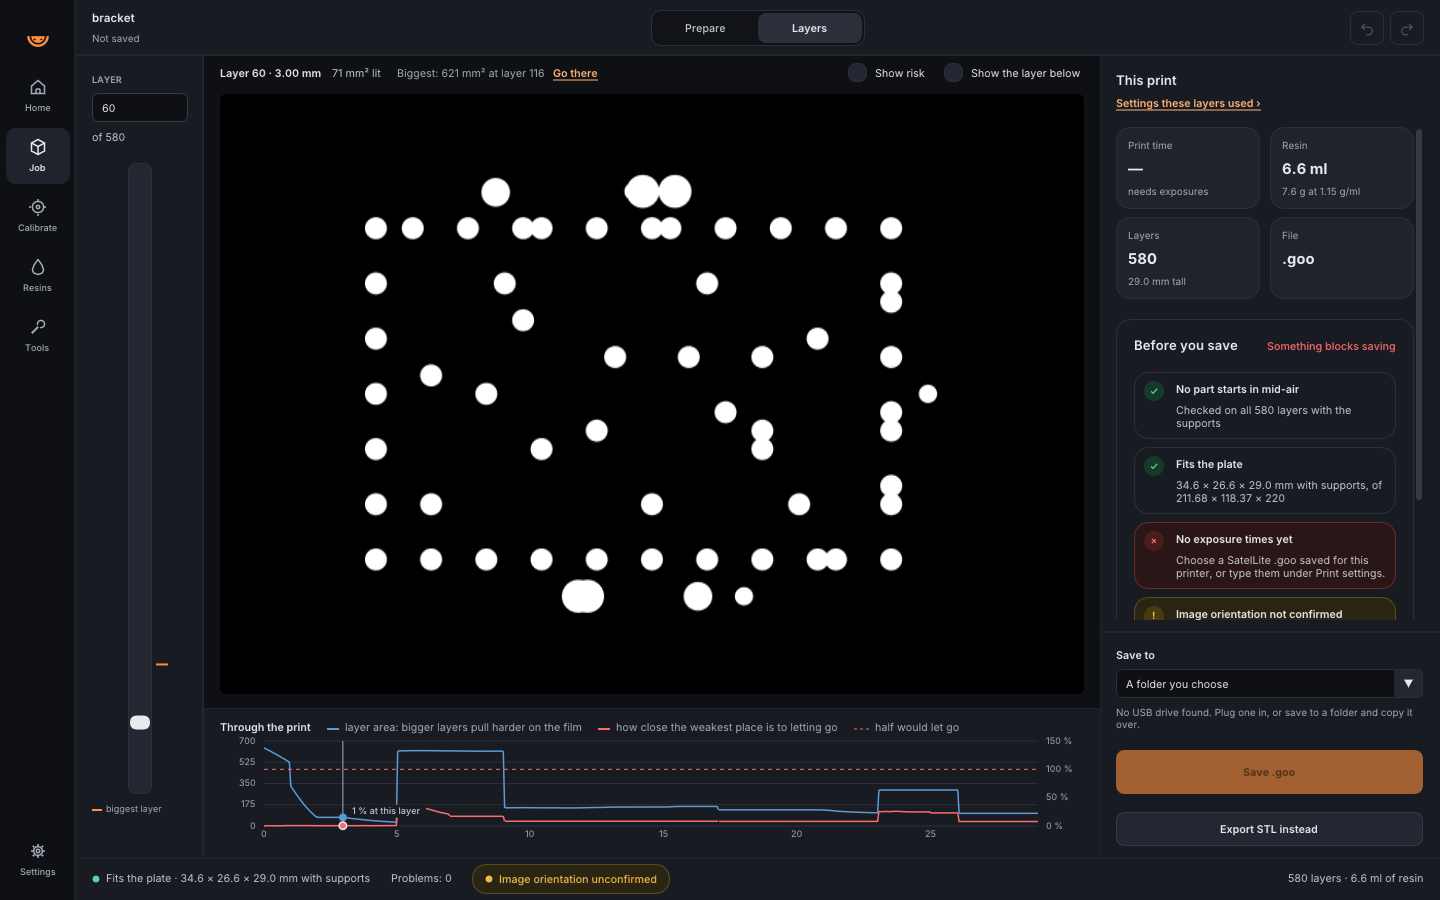 bracket
Not saved
Prepare
Layers
Home
Job
Calibrate
Resins
Tools
Settings
LAYER
60
of 580
biggest layer
Layer 60 · 3.00 mm
71 mm² lit
Biggest: 621 mm² at layer 116
Go there
Show risk
Show the layer below
Through the print
layer area: bigger layers pull harder on the film
how close the weakest place is to letting go
half would let go
700
525
350
175
0
150 %
100 %
50 %
0 %
1 % at this layer
0
5
10
15
20
25
This print
Settings these layers used ›
Print time
—
needs exposures
Resin
6.6 ml
7.6 g at 1.15 g/ml
Layers
580
29.0 mm tall
File
.goo
Before you save
Something blocks saving
No part starts in mid-air
Checked on all 580 layers with the
supports
Fits the plate
34.6 × 26.6 × 29.0 mm with supports, of
211.68 × 118.37 × 220
No exposure times yet
Choose a SatelLite .goo saved for this
printer, or type them under Print settings.
Image orientation not confirmed
Save to
A folder you choose
No USB drive found. Plug one in, or save to a folder and copy it
over.
Save .goo
Export STL instead
Fits the plate · 34.6 × 26.6 × 29.0 mm with supports
Problems: 0
Image orientation unconfirmed
580 layers · 6.6 ml of resin